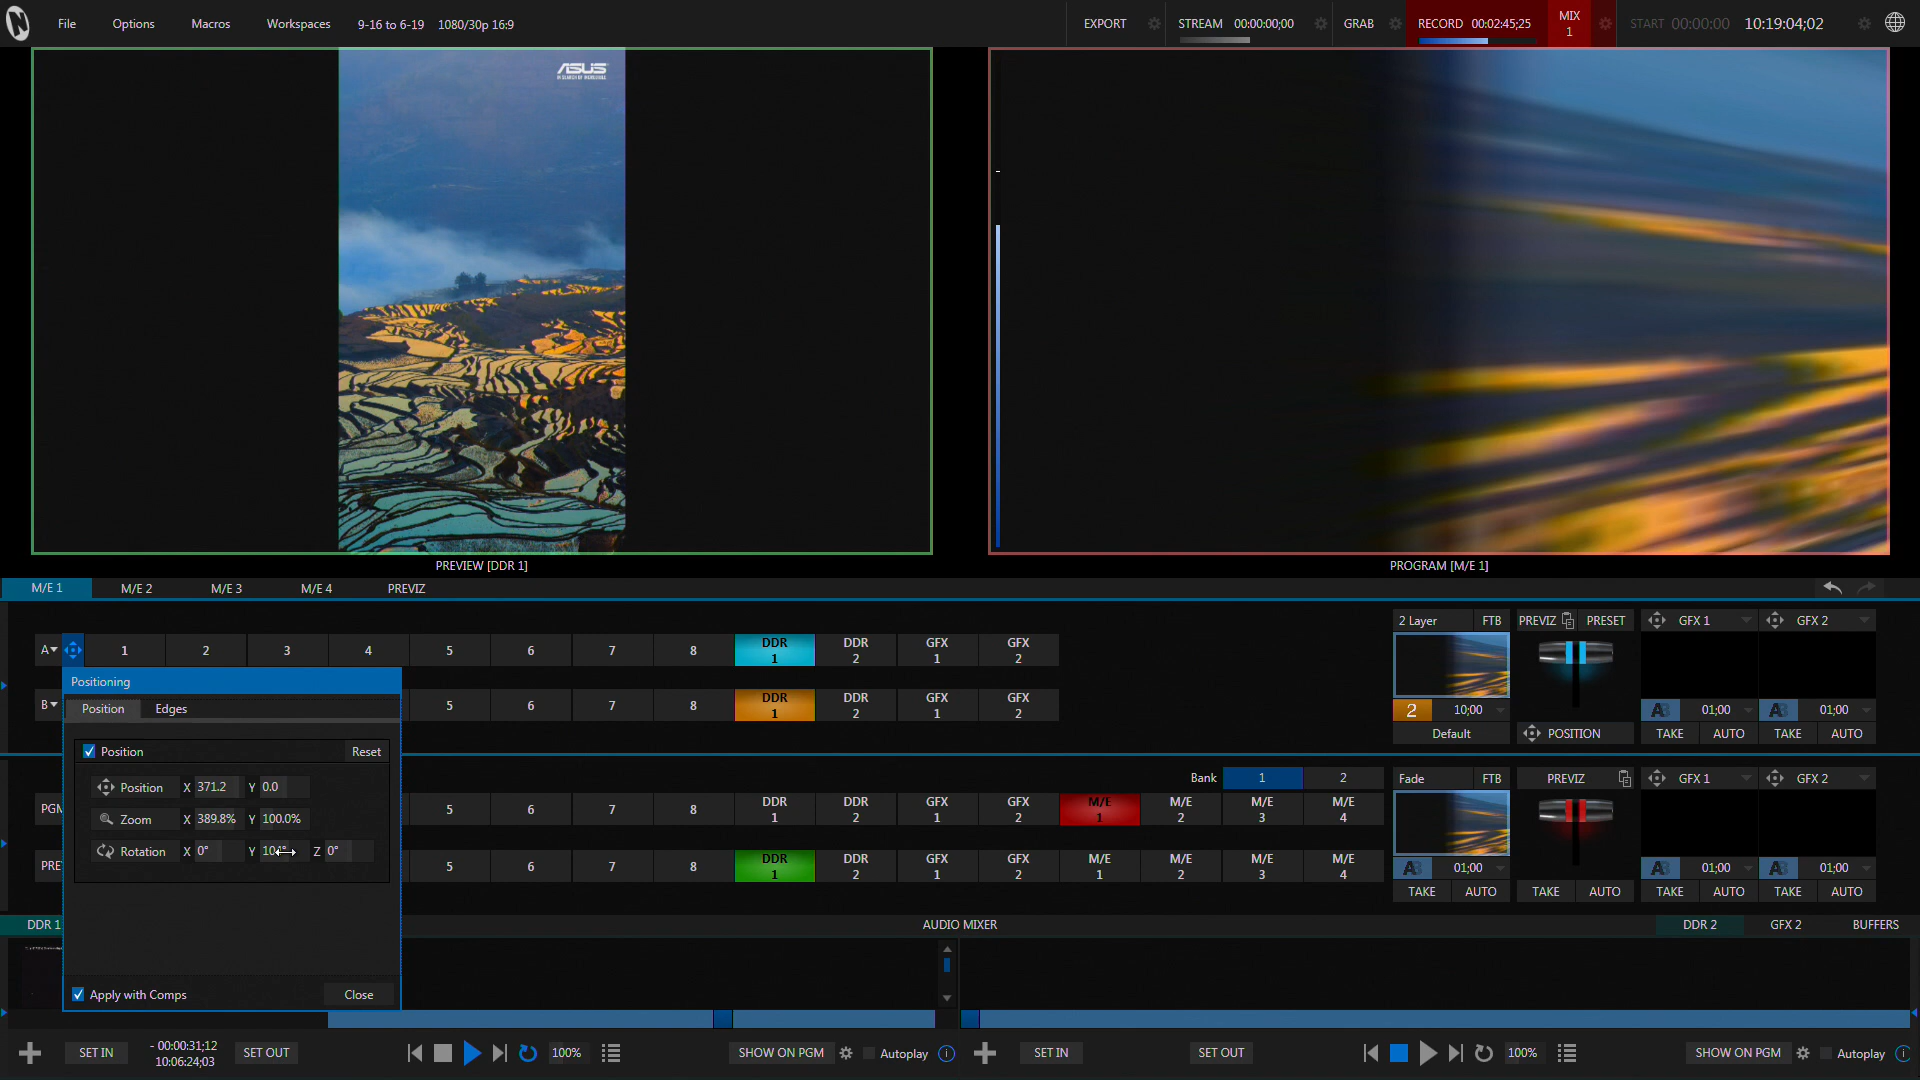 File Options Macros Workspaces 9-16 to 6-19 1080/30p 16:9 EXPORT STREAM 00:00:00;00 GRAB RECORD 00:02:45;25 MIX 1 START 00:00:00 10:19:04;02
ASUS
IN SEARCH OF INCREDIBLE
PREVIEW [DDR 1] PROGRAM [M/E 1]
M/E 1 M/E 2 M/E 3 M/E 4 PREVIZ
2 Layer FTB PREVIZ PRESET GFX 1 GFX 2
A 1 2 3 4 5 6 7 8 DDR 1 DDR 2 GFX 1 GFX 2
Positioning
Position Edges
B 5 6 7 8 DDR 1 DDR 2 GFX 1 GFX 2
2 10;00 AB 01;00 AB 01;00
Default POSITION TAKE AUTO TAKE AUTO
Position Reset
Position X 371.2 Y 0.0
Zoom X 389.8% Y 100.0%
Rotation X 0° Y Z 0°
Bank 1 2
Fade FTB PREVIZ GFX 1 GFX 2
PGM 5 6 7 8 DDR 1 DDR 2 GFX 1 GFX 2 M/E 1 M/E 2 M/E 3 M/E 4
PRE 5 6 7 8 DDR 1 DDR 2 GFX 1 GFX 2 M/E 1 M/E 2 M/E 3 M/E 4
AB 01;00 AB 01;00 AB 01;00
TAKE AUTO TAKE AUTO TAKE AUTO TAKE AUTO
DDR 1 AUDIO MIXER DDR 2 GFX 2 BUFFERS
Apply with Comps Close
SET IN - 00:00:31;12 SET OUT 100% SHOW ON PGM Autoplay SET IN SET OUT 100% SHOW ON PGM Autoplay
10:06:24;03